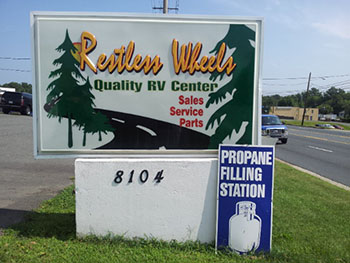 Restless Wheels
Quality RV Center
Sales
Service
Parts
8104
PROPANE
FILLING
STATION